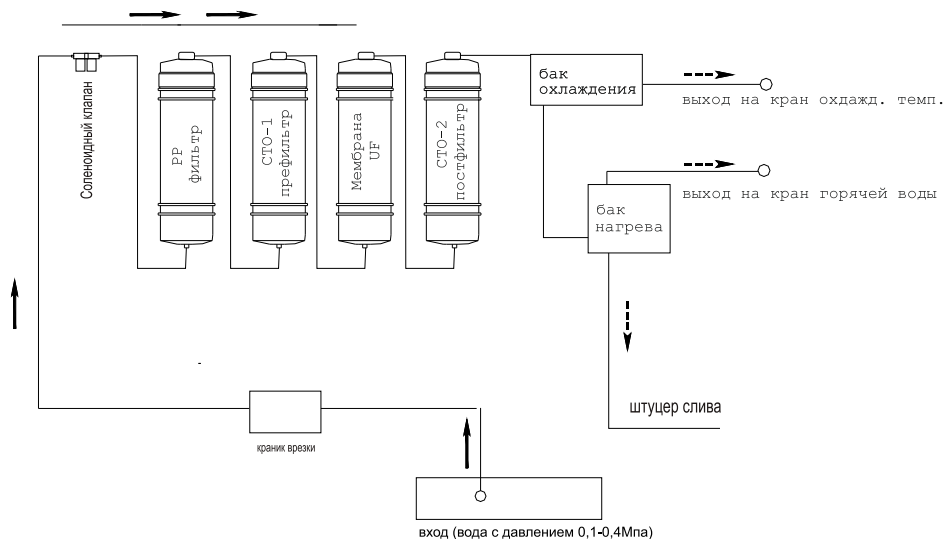 Соленоидный клапан
PP
фильтр
СТО-1
префильтр
Мембрана
UF
СТО-2
постфильтр
бак
охлаждения
выход на кран охдажд. темп.
выход на кран горячей воды
бак
нагрева
штуцер слива
краник врезки
вход (вода с давлением 0,1-0,4Мпа)